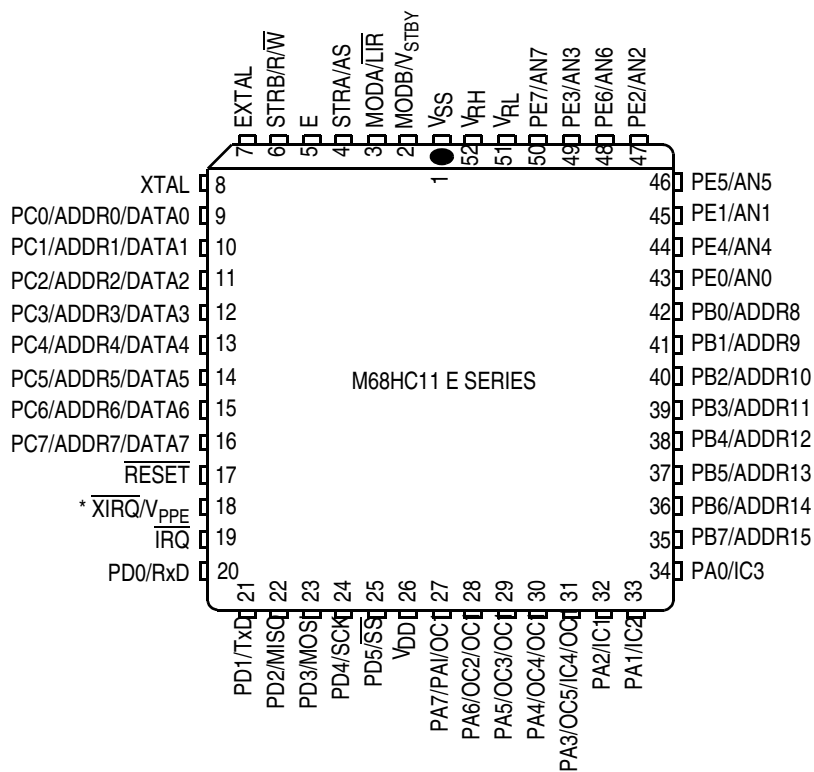 EXTAL
STRB/R/W̅
E
STRA/AS
MODA/L̅I̅R̅
MODB/VSTBY
VSS
VRH
VRL
PE7/AN7
PE3/AN3
PE6/AN6
PE2/AN2
7
6
5
4
3
2
1
52
51
50
49
48
47
XTAL 8
PC0/ADDR0/DATA0 9
PC1/ADDR1/DATA1 10
PC2/ADDR2/DATA2 11
PC3/ADDR3/DATA3 12
PC4/ADDR4/DATA4 13
PC5/ADDR5/DATA5 14
PC6/ADDR6/DATA6 15
PC7/ADDR7/DATA7 16
R̅E̅S̅E̅T̅ 17
* X̅I̅R̅Q̅/VPPE 18
I̅R̅Q̅ 19
PD0/RxD 20
M68HC11 E SERIES
46 PE5/AN5
45 PE1/AN1
44 PE4/AN4
43 PE0/AN0
42 PB0/ADDR8
41 PB1/ADDR9
40 PB2/ADDR10
39 PB3/ADDR11
38 PB4/ADDR12
37 PB5/ADDR13
36 PB6/ADDR14
35 PB7/ADDR15
34 PA0/IC3
21
22
23
24
25
26
27
28
29
30
31
32
33
PD1/TxD
PD2/MISO
PD3/MOSI
PD4/SCK
PD5/S̅S̅
VDD
PA7/PAI/OC1
PA6/OC2/OC1
PA5/OC3/OC1
PA4/OC4/OC1
PA3/OC5/IC4/OC
PA2/IC1
PA1/IC2